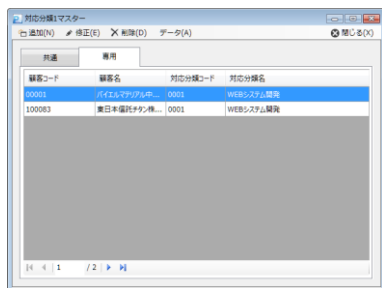 対応分類1マスター
追加(N) 修正(E) 削除(D) データ(A) 閉じる(X)
共通 専用
顧客コード 顧客名 対応分類コード 対応分類名
00001 バイエルマテリアル中... 0001 WEBシステム開発
100083 東日本信託チタン株... 0001 WEBシステム開発
1 / 2